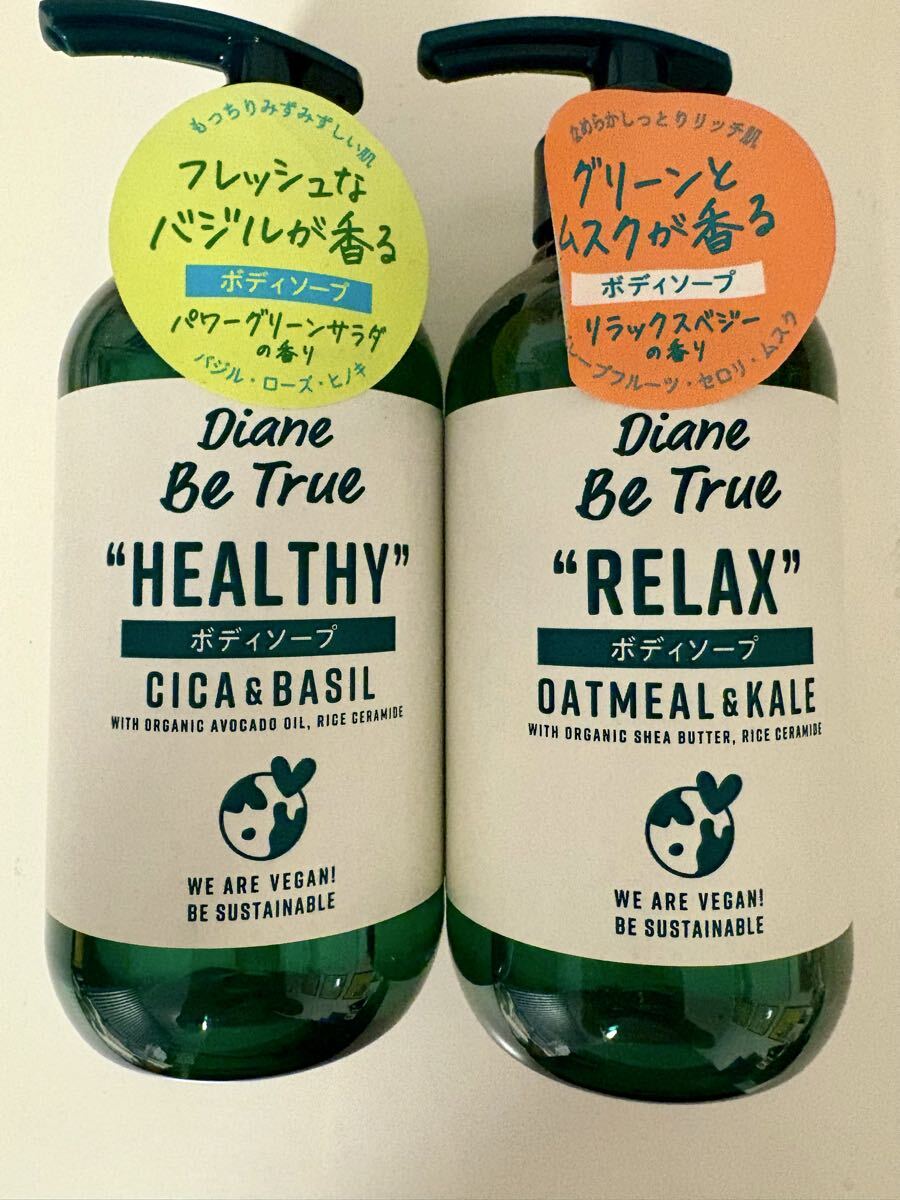 もっちりみずみずしい肌
フレッシュな
バジルが香る
ボディソープ
パワーグリーンサラダ
の香り
バジル・ローズ・ヒノキ
Diane
Be True
“HEALTHY”
ボディソープ
CICA & BASIL
WITH ORGANIC AVOCADO OIL, RICE CERAMIDE
WE ARE VEGAN!
BE SUSTAINABLE
なめらかしっとりリッチ肌
グリーンと
ムスクが香る
ボディソープ
リラックスベジー
の香り
レープフルーツ・セロリ・ムスク
Diane
Be True
“RELAX”
ボディソープ
OATMEAL & KALE
WITH ORGANIC SHEA BUTTER, RICE CERAMIDE
WE ARE VEGAN!
BE SUSTAINABLE